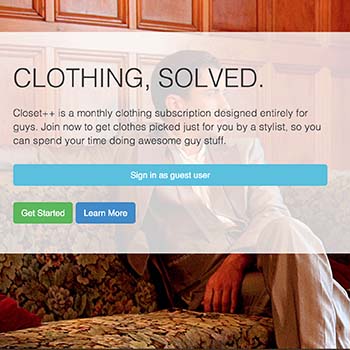 CLOTHING, SOLVED.
Closet++ is a monthly clothing subscription designed entirely for
guys. Join now to get clothes picked just for you by a stylist, so you
can spend your time doing awesome guy stuff.
Sign in as guest user
Get Started Learn More